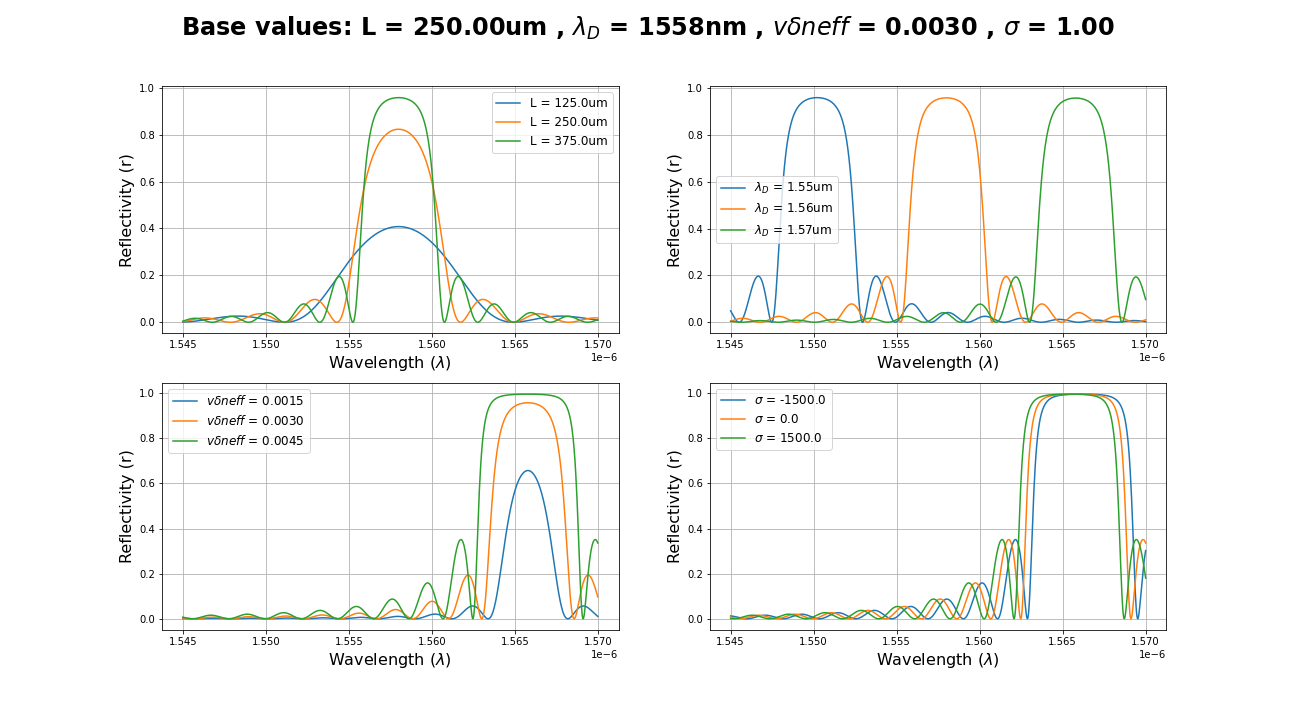 Base values: L = 250.00um , λ_D = 1558nm , vδneff = 0.0030 , σ = 1.00
1.0
0.8
0.6
0.4
0.2
0.0
Reflectivity (r)
L = 125.0um
L = 250.0um
L = 375.0um
1.545 1.550 1.555 1.560 1.565 1.570
1e−6
Wavelength (λ)
1.0
0.8
0.6
0.4
0.2
0.0
Reflectivity (r)
λ_D = 1.55um
λ_D = 1.56um
λ_D = 1.57um
1.545 1.550 1.555 1.560 1.565 1.570
1e−6
Wavelength (λ)
1.0
0.8
0.6
0.4
0.2
0.0
Reflectivity (r)
vδneff = 0.0015
vδneff = 0.0030
vδneff = 0.0045
1.545 1.550 1.555 1.560 1.565 1.570
1e−6
Wavelength (λ)
1.0
0.8
0.6
0.4
0.2
0.0
Reflectivity (r)
σ = -1500.0
σ = 0.0
σ = 1500.0
1.545 1.550 1.555 1.560 1.565 1.570
1e−6
Wavelength (λ)